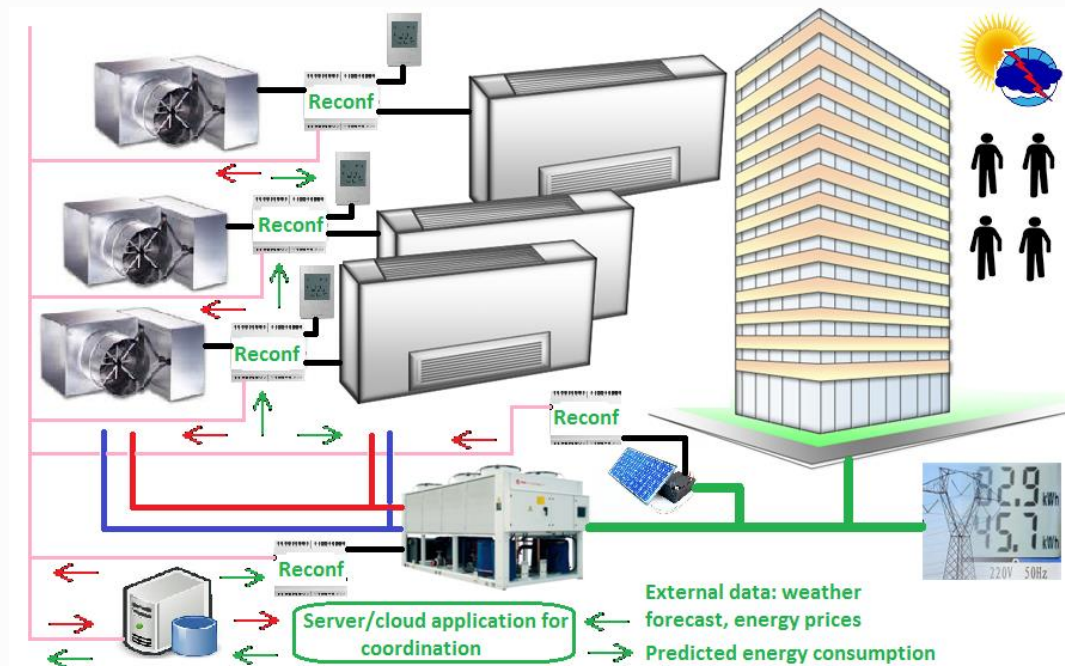 Reconf
Reconf
Reconf
Reconf
82.9 kWh
45.7 kWh
220V 50Hz
Reconf
Server/cloud application for
coordination
External data: weather
forecast, energy prices
Predicted energy consumption